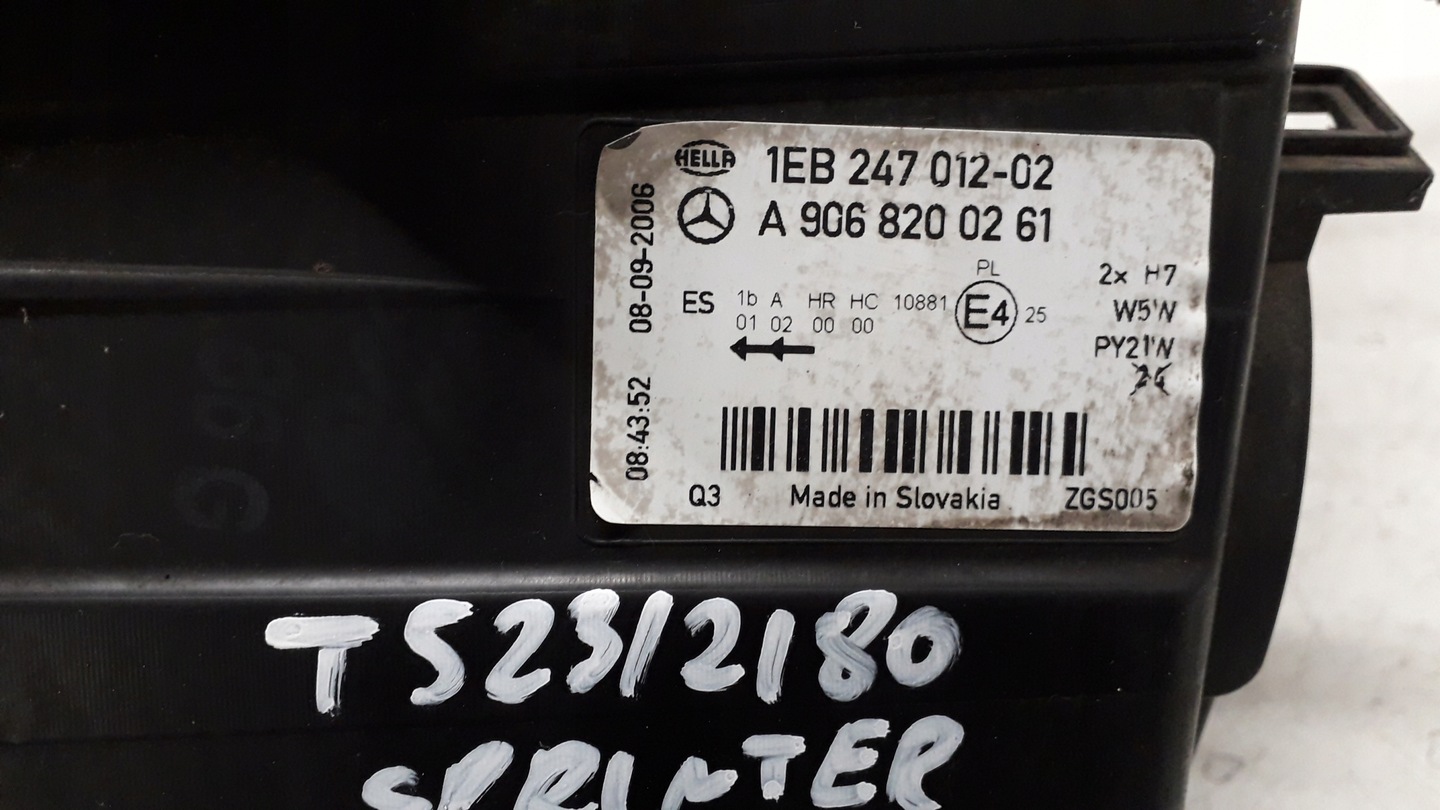 HELLA 1EB 247 012-02
A 906 820 02 61
08:43:52 08-09-2006
PL
ES 1b A HR HC 10881 E4 25
01 02 00 00
2x H7
W5W
PY21W
24
Q3 Made in Slovakia ZGS005
TS23/2180
SPRINTER